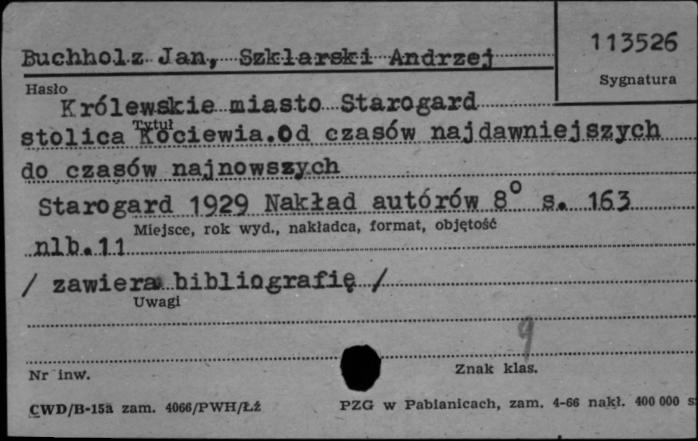 Buchholz Jan, Szklarski Andrzej
113526
Sygnatura
Hasło
Królewskie miasto Starogard
Tytuł
stolica Kociewia.Od czasów najdawniejszych
do czasów najnowszych
Starogard 1929 Nakład autórów 8° s. 163
Miejsce, rok wyd., nakładca, format, objętość
nlb.11
/ zawiera bibliografię /
Uwagi
9
Nr inw.
Znak klas.
CWD/B-15a zam. 4066/PWH/Łź
PZG w Pabianicach, zam. 4-66 nakł. 400 000 s